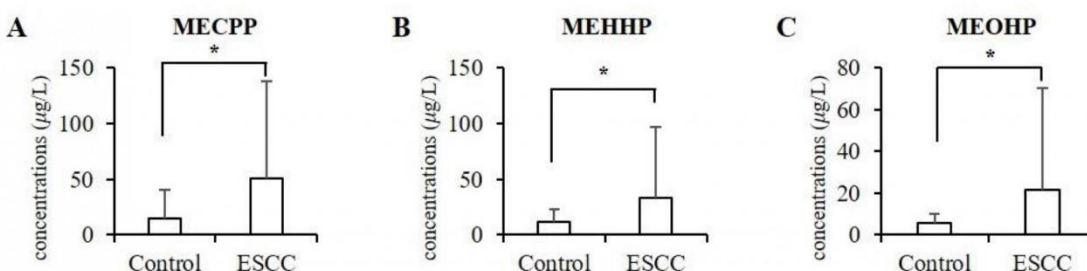 A MECPP
*
concentrations (µg/L)
150
100
50
0
Control ESCC
B MEHHP
*
concentrations (µg/L)
150
100
50
0
Control ESCC
C MEOHP
*
concentrations (µg/L)
80
60
40
20
0
Control ESCC